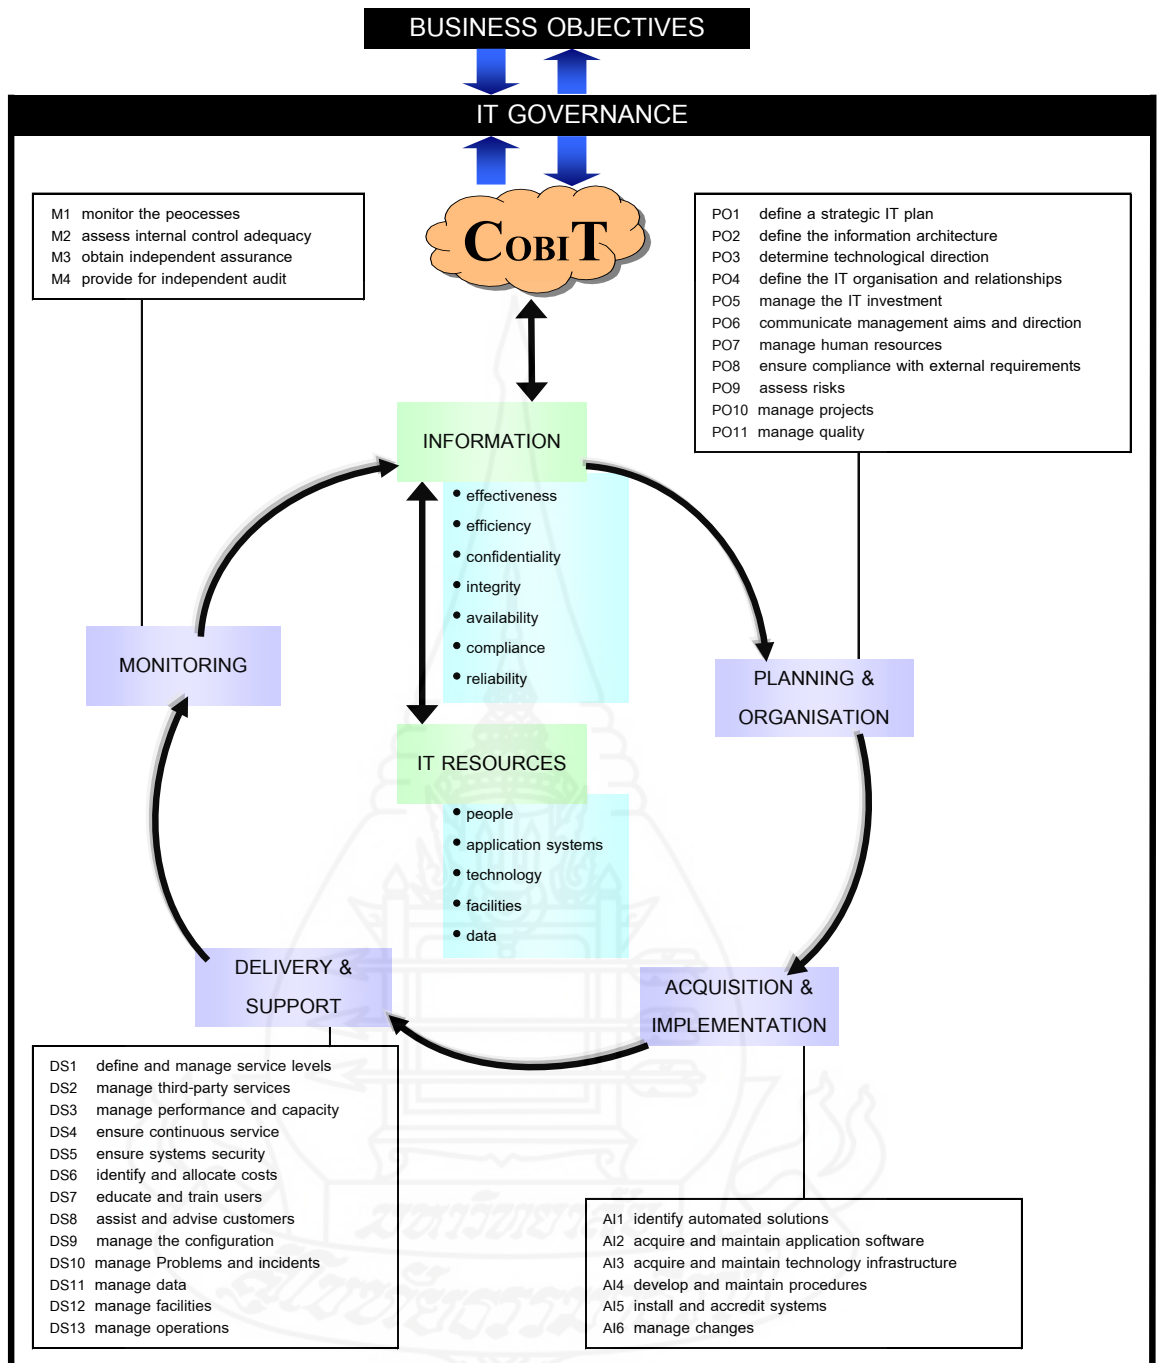 BUSINESS OBJECTIVES
IT GOVERNANCE
COBIT
M1 monitor the peocesses
M2 assess internal control adequacy
M3 obtain independent assurance
M4 provide for independent audit
PO1 define a strategic IT plan
PO2 define the information architecture
PO3 determine technological direction
PO4 define the IT organisation and relationships
PO5 manage the IT investment
PO6 communicate management aims and direction
PO7 manage human resources
PO8 ensure compliance with external requirements
PO9 assess risks
PO10 manage projects
PO11 manage quality
INFORMATION
• effectiveness
• efficiency
• confidentiality
• integrity
• availability
• compliance
• reliability
MONITORING
PLANNING &
ORGANISATION
IT RESOURCES
• people
• application systems
• technology
• facilities
• data
DELIVERY &
SUPPORT
ACQUISITION &
IMPLEMENTATION
DS1 define and manage service levels
DS2 manage third-party services
DS3 manage performance and capacity
DS4 ensure continuous service
DS5 ensure systems security
DS6 identify and allocate costs
DS7 educate and train users
DS8 assist and advise customers
DS9 manage the configuration
DS10 manage Problems and incidents
DS11 manage data
DS12 manage facilities
DS13 manage operations
AI1 identify automated solutions
AI2 acquire and maintain application software
AI3 acquire and maintain technology infrastructure
AI4 develop and maintain procedures
AI5 install and accredit systems
AI6 manage changes